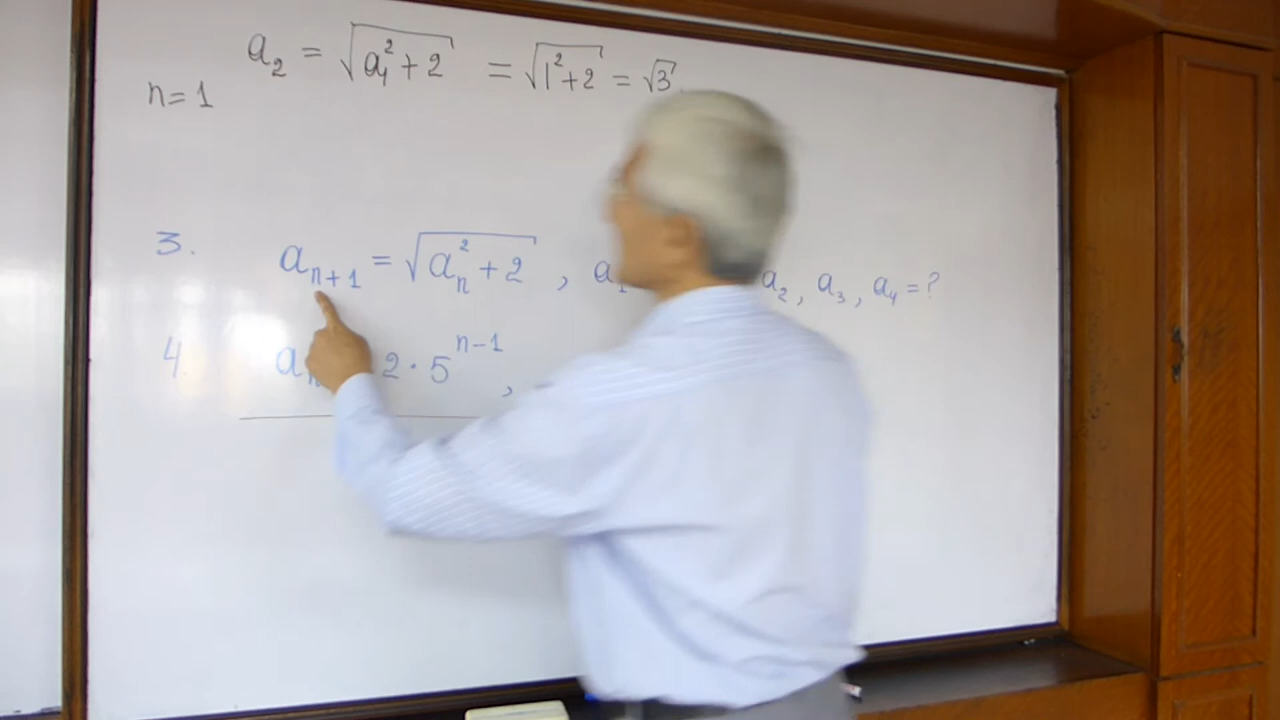 a₂ = √(a₁² + 2) = √(1² + 2) = √3
n = 1
3. aₙ₊₁ = √(aₙ² + 2) , a₁ a₂ , a₃ , a₄ = ?
4. a 2 · 5ⁿ⁻¹ ,